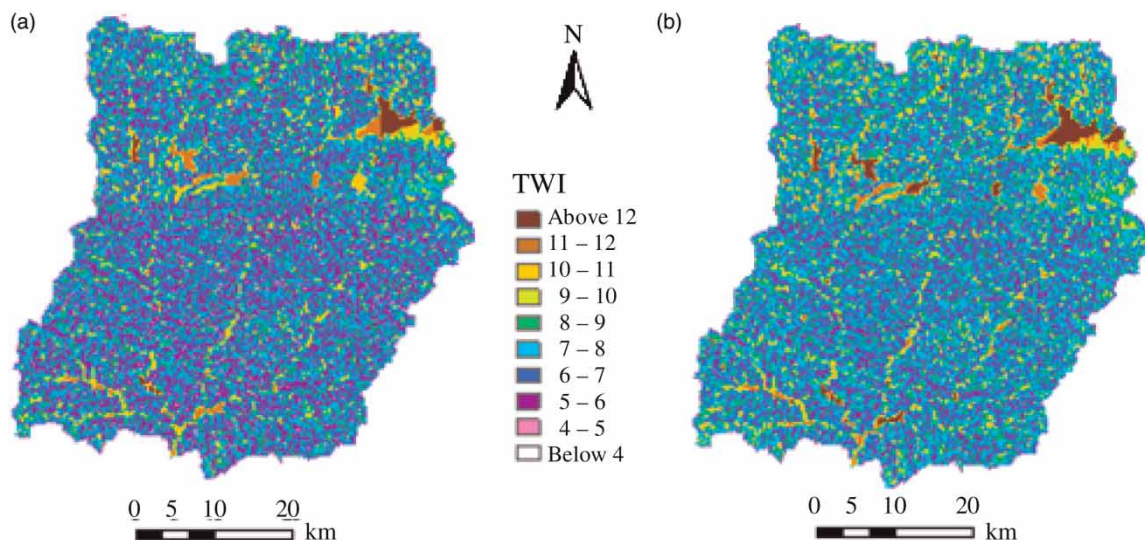 (a)
N
(b)
TWI
Above 12
11 – 12
10 – 11
9 – 10
8 – 9
7 – 8
6 – 7
5 – 6
4 – 5
Below 4
0 5 10 20
km
0 5 10 20
km